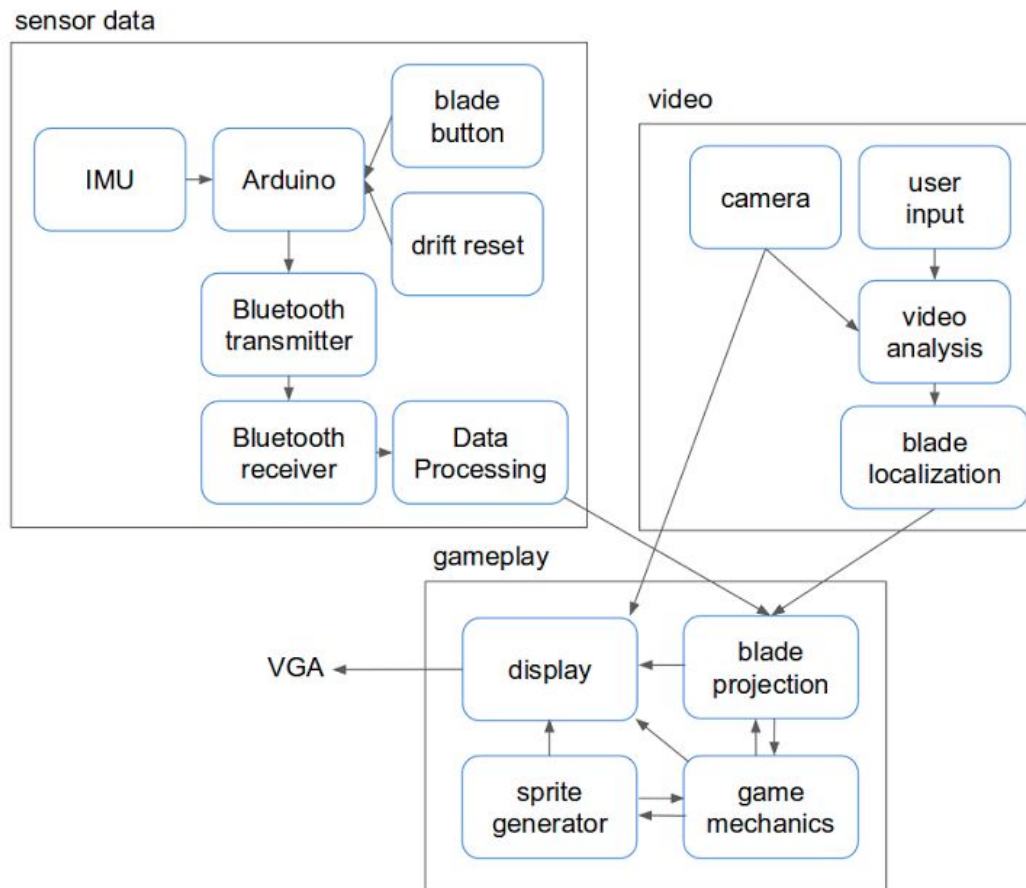 sensor data
IMU
Arduino
blade
button
drift reset
Bluetooth
transmitter
Bluetooth
receiver
Data
Processing
video
camera
user
input
video
analysis
blade
localization
gameplay
VGA
display
blade
projection
sprite
generator
game
mechanics